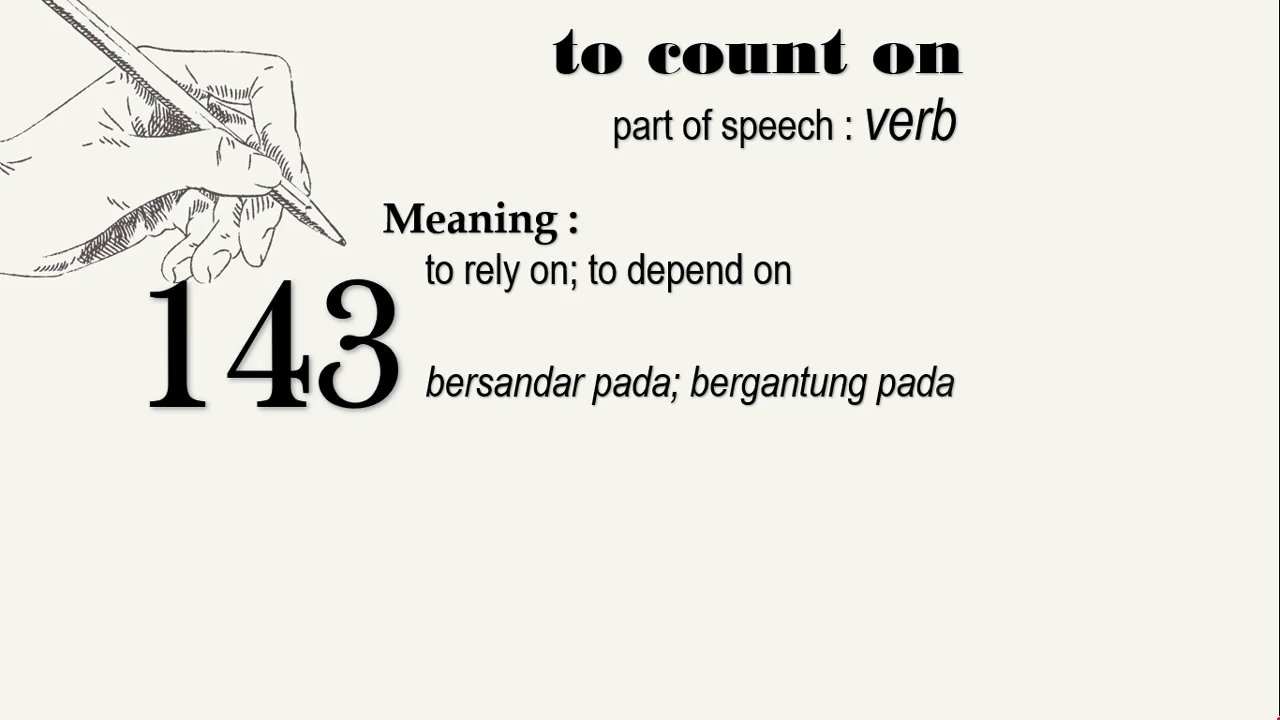 to count on
part of speech : verb
Meaning :
to rely on; to depend on
143
bersandar pada; bergantung pada